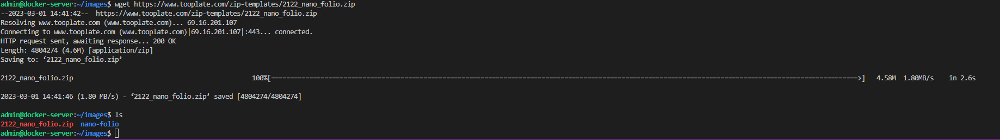 admin@docker-server:~/images$ wget https://www.tooplate.com/zip-templates/2122_nano_folio.zip
--2023-03-01 14:41:42--  https://www.tooplate.com/zip-templates/2122_nano_folio.zip
Resolving www.tooplate.com (www.tooplate.com)... 69.16.201.107
Connecting to www.tooplate.com (www.tooplate.com)|69.16.201.107|:443... connected.
HTTP request sent, awaiting response... 200 OK
Length: 4804274 (4.6M) [application/zip]
Saving to: ‘2122_nano_folio.zip’
2122_nano_folio.zip 100%[==========================================================================================================================================================>] 4.58M 1.80MB/s in 2.6s
2023-03-01 14:41:46 (1.80 MB/s) - ‘2122_nano_folio.zip’ saved [4804274/4804274]
admin@docker-server:~/images$ ls
2122_nano_folio.zip  nano-folio
admin@docker-server:~/images$